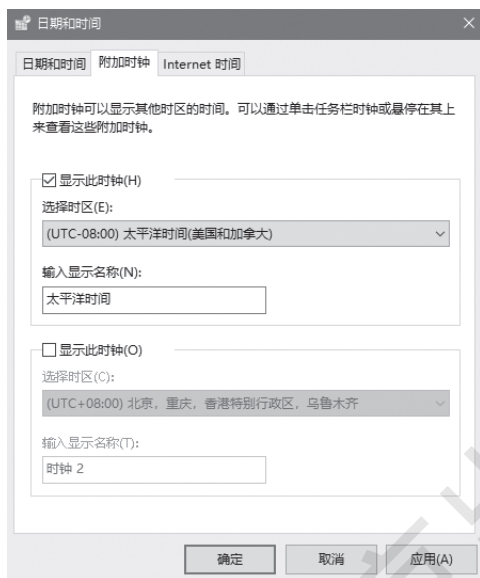 日期和时间
日期和时间 附加时钟 Internet 时间
附加时钟可以显示其他时区的时间。可以通过单击任务栏时钟或悬停在其上
来查看这些附加时钟。
显示此时钟(H)
选择时区(E):
(UTC-08:00) 太平洋时间(美国和加拿大)
输入显示名称(N):
太平洋时间
显示此时钟(O)
选择时区(C):
(UTC+08:00) 北京，重庆，香港特别行政区，乌鲁木齐
输入显示名称(T):
时钟 2
确定 取消 应用(A)